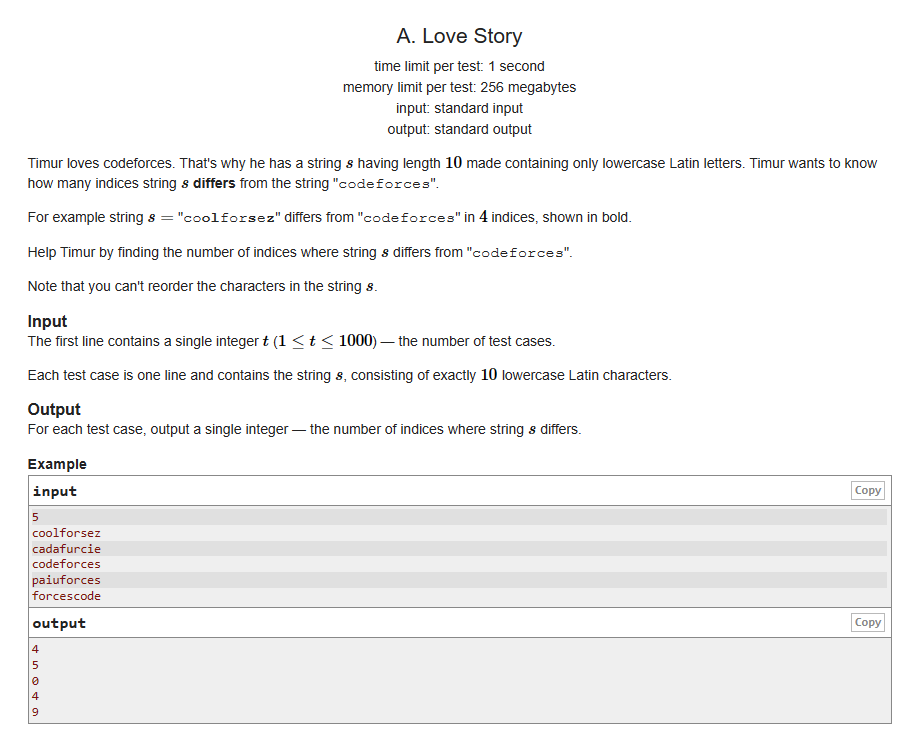 A. Love Story
time limit per test: 1 second
memory limit per test: 256 megabytes
input: standard input
output: standard output
Timur loves codeforces. That's why he has a string s having length 10 made containing only lowercase Latin letters. Timur wants to know
how many indices string s differs from the string "codeforces".
For example string s = "coolforsez" differs from "codeforces" in 4 indices, shown in bold.
Help Timur by finding the number of indices where string s differs from "codeforces".
Note that you can't reorder the characters in the string s.
Input
The first line contains a single integer t (1 ≤ t ≤ 1000) — the number of test cases.
Each test case is one line and contains the string s, consisting of exactly 10 lowercase Latin characters.
Output
For each test case, output a single integer — the number of indices where string s differs.
Example
input Copy
5
coolforsez
cadafurcie
codeforces
paiuforces
forcescode
output Copy
4
5
0
4
9